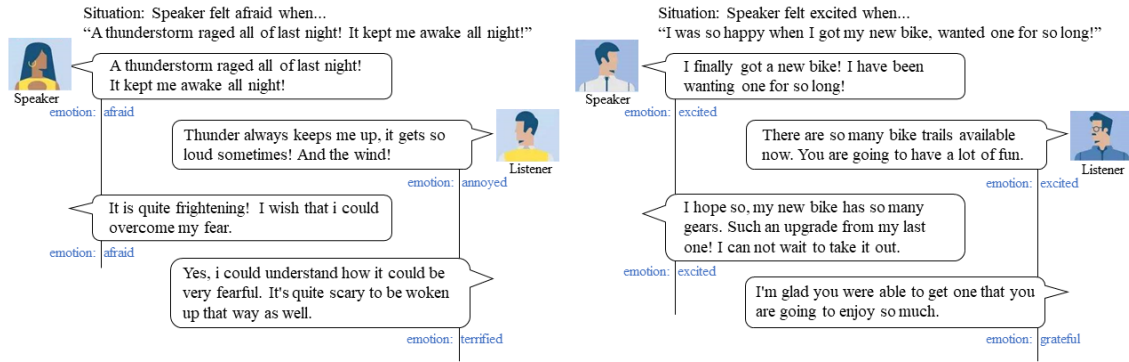 Situation: Speaker felt afraid when...
“A thunderstorm raged all of last night! It kept me awake all night!”
A thunderstorm raged all of last night!
It kept me awake all night!
Speaker
emotion: afraid
Thunder always keeps me up, it gets so
loud sometimes! And the wind!
Listener
emotion: annoyed
It is quite frightening! I wish that i could
overcome my fear.
emotion: afraid
Yes, i could understand how it could be
very fearful. It's quite scary to be woken
up that way as well.
emotion: terrified
Situation: Speaker felt excited when...
“I was so happy when I got my new bike, wanted one for so long!”
I finally got a new bike! I have been
wanting one for so long!
Speaker
emotion: excited
There are so many bike trails available
now. You are going to have a lot of fun.
Listener
emotion: excited
I hope so, my new bike has so many
gears. Such an upgrade from my last
one! I can not wait to take it out.
emotion: excited
I'm glad you were able to get one that you
are going to enjoy so much.
emotion: grateful